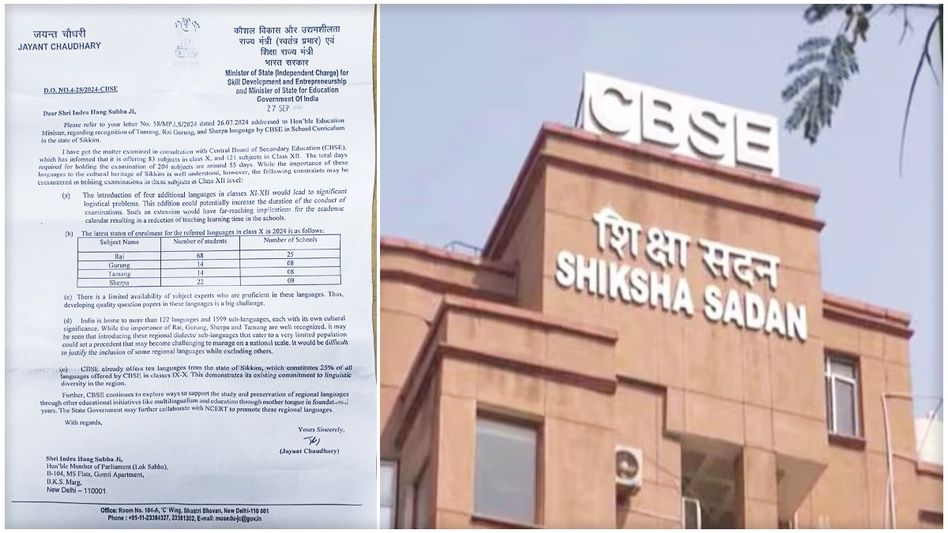 जयन्त चौधरी
JAYANT CHAUDHARY
कौशल विकास और उद्यमशीलता
राज्य मंत्री (स्वतंत्र प्रभार) एवं
शिक्षा राज्य मंत्री
भारत सरकार
Minister of State (Independent Charge) for
Skill Development and Entrepreneurship
and Minister of State for Education
Government Of India
27 SEP
D.O. NO.4-28/2024-CBSE
Dear Shri Indra Hang Subba Ji,
Please refer to your letter No. 58/MP/LS/2024 dated 26.07.2024 addressed to Hon'ble Education
Minister, regarding recognition of Tamang, Rai Gurung, and Sherpa language by CBSE in School Curriculum
in the state of Sikkim.
I have got the matter examined in consultation with Central Board of Secondary Education (CBSE),
which has informed that it is offering 83 subjects in class X, and 121 subjects in Class XII. The total days
required for holding the examination of 204 subjects are around 55 days. While the importance of these
languages to the cultural heritage of Sikkim is well understood, however, the following constraints may be
encountered in holding examinations in these subjects at Class XII level:
(a) The introduction of four additional languages in classes XI-XII would lead to significant
logistical problems. This addition could potentially increase the duration of the conduct of
examinations. Such an extension would have far-reaching implications for the academic
calendar resulting in a reduction of teaching learning time in the schools.
(b) The latest status of enrolment for the referred languages in class X in 2024 is as follows:
Subject Name Number of students Number of Schools
Rai 68 25
Gurung 14 08
Tamang 14 08
Sherpa 22 09
(c) There is a limited availability of subject experts who are proficient in these languages. Thus,
developing quality question papers in these languages is a big challenge.
(d) India is home to more than 122 languages and 1599 sub-languages, each with its own cultural
significance. While the importance of Rai, Gurung, Sherpa and Tamang are well recognized, it may
be seen that introducing these regional dialects/ sub-languages that cater to a very limited population
could set a precedent that may become challenging to manage on a national scale. It would be difficult
to justify the inclusion of some regional languages while excluding others.
(e) CBSE already offers ten languages from the state of Sikkim, which constitutes 25% of all
languages offered by CBSE in classes IX-X. This demonstrates its existing commitment to linguistic
diversity in the region.
Further, CBSE continues to explore ways to support the study and preservation of regional languages
through other educational initiatives like multilingualism and education through mother tongue in
years. The State Government may further collaborate with NCERT to promote these regional languages.
With regards,
Yours Sincerely,
(Jayant Chaudhary)
Shri Indra Hang Subba Ji,
Hon'ble Member of Parliament (Lok Sabha),
B-104, MS Flats, Gomti Apartment,
B.K.S. Marg,
New Delhi – 110001.
Office: Room No. 104-A, 'C' Wing, Shastri Bhavan, New Delhi-110 001
Phone : +91-11-23384327, 23381302, E-mail: mosedu-jc@gov.in
CBSE
शिक्षा सदन
SHIKSHA SADAN